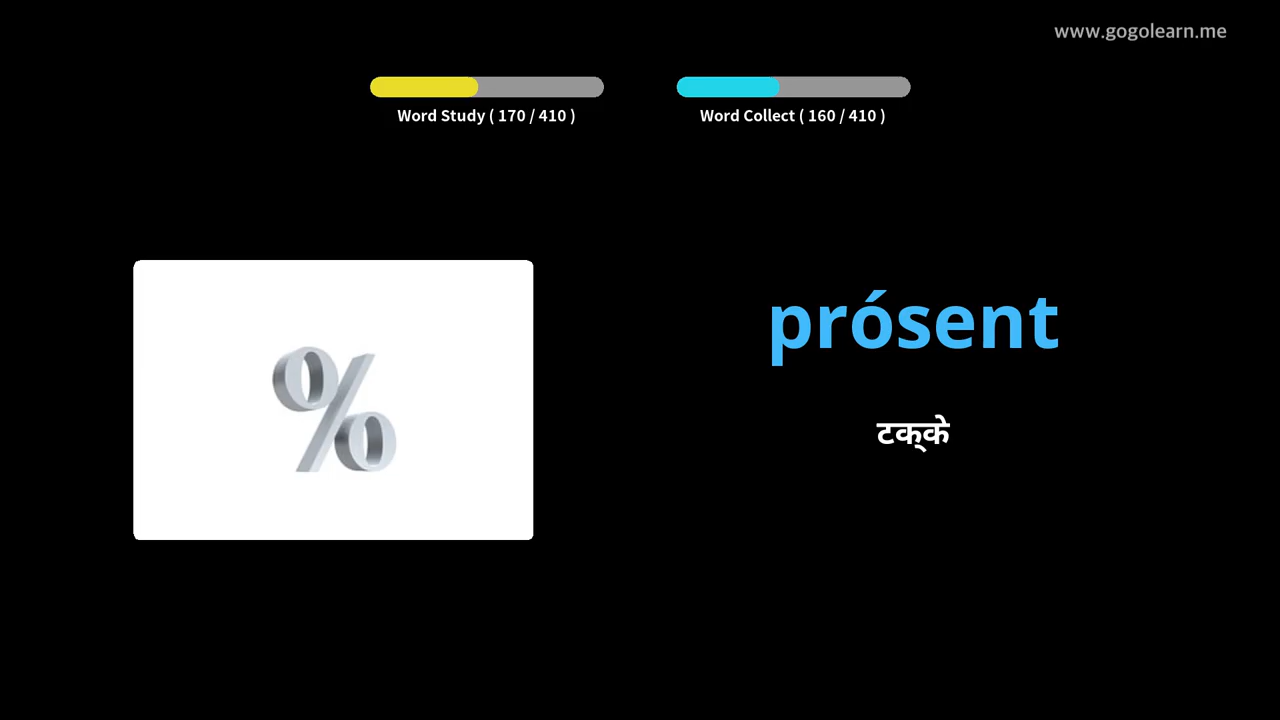 www.gogolearn.me
Word Study ( 170 / 410 )
Word Collect ( 160 / 410 )
%
prósent
टक्के